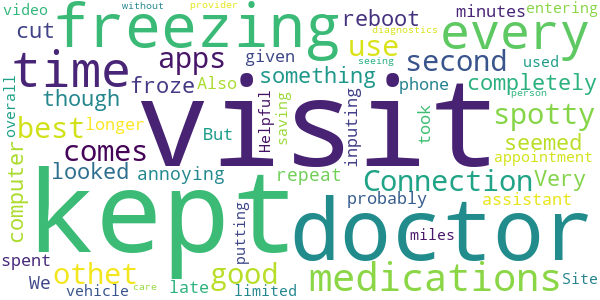 video without provider entering
cut freezing reboot minutes every
diagnostics
time apps given use second seeing
froze Also something phone used completely
overall though visit spotty
best But Helpful saving inputing took seemed
comes longer
computer looked annoying repeat Connection Very appointment
kept doctor person
probably assistant
spent We othet good putting miles
vehicle late limited medications Site
care